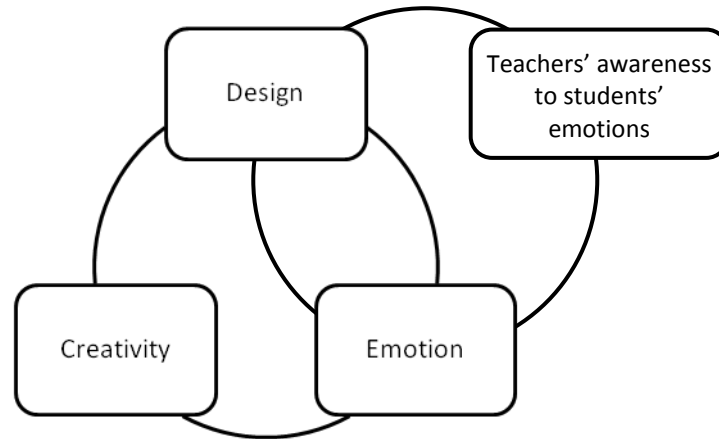 Design
Teachers’ awareness
to students’
emotions
Creativity
Emotion